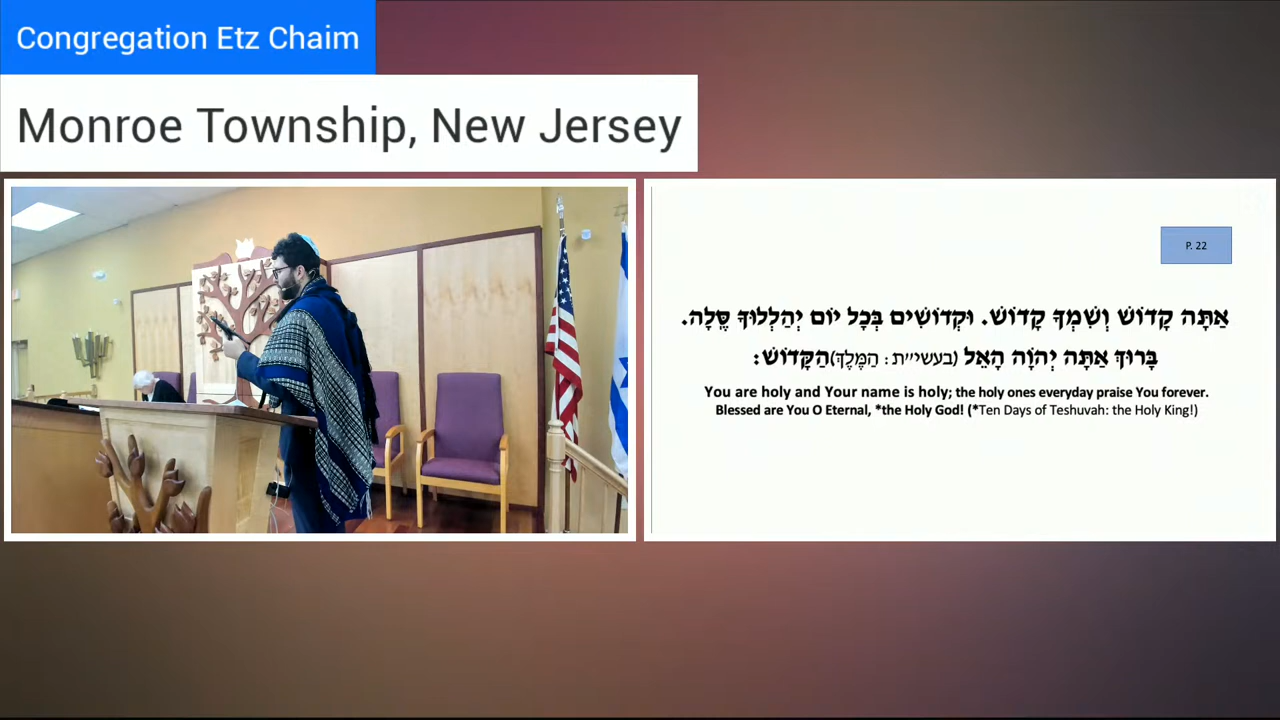 Congregation Etz Chaim
Monroe Township, New Jersey
P. 22
אַתָּה קָדוֹשׁ וְשִׁמְךָ קָדוֹשׁ. וּקְדוֹשִׁים בְּכָל יוֹם יְהַלְלוּךָ סֶּלָה.
בָּרוּךְ אַתָּה יְהֹוָה הָאֵל (בעשי״ת: הַמֶּלֶךְ)הַקָּדוֹשׁ:
You are holy and Your name is holy; the holy ones everyday praise You forever.
Blessed are You O Eternal, *the Holy God! (*Ten Days of Teshuvah: the Holy King!)